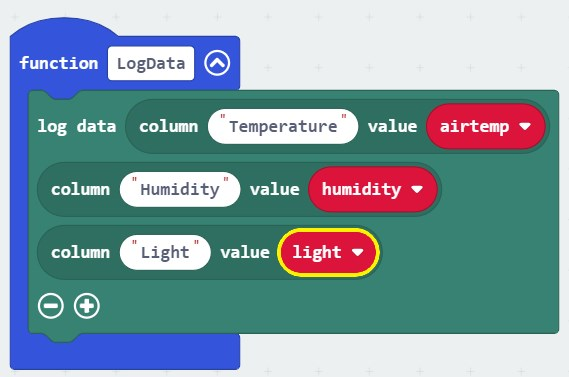 function LogData
log data column "Temperature" value airtemp
column "Humidity" value humidity
column "Light" value light